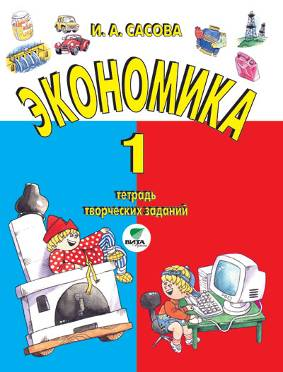 И. А. САСОВА
ЭКОНОМИКА
1
тетрадь
творческих заданий
ВИТА